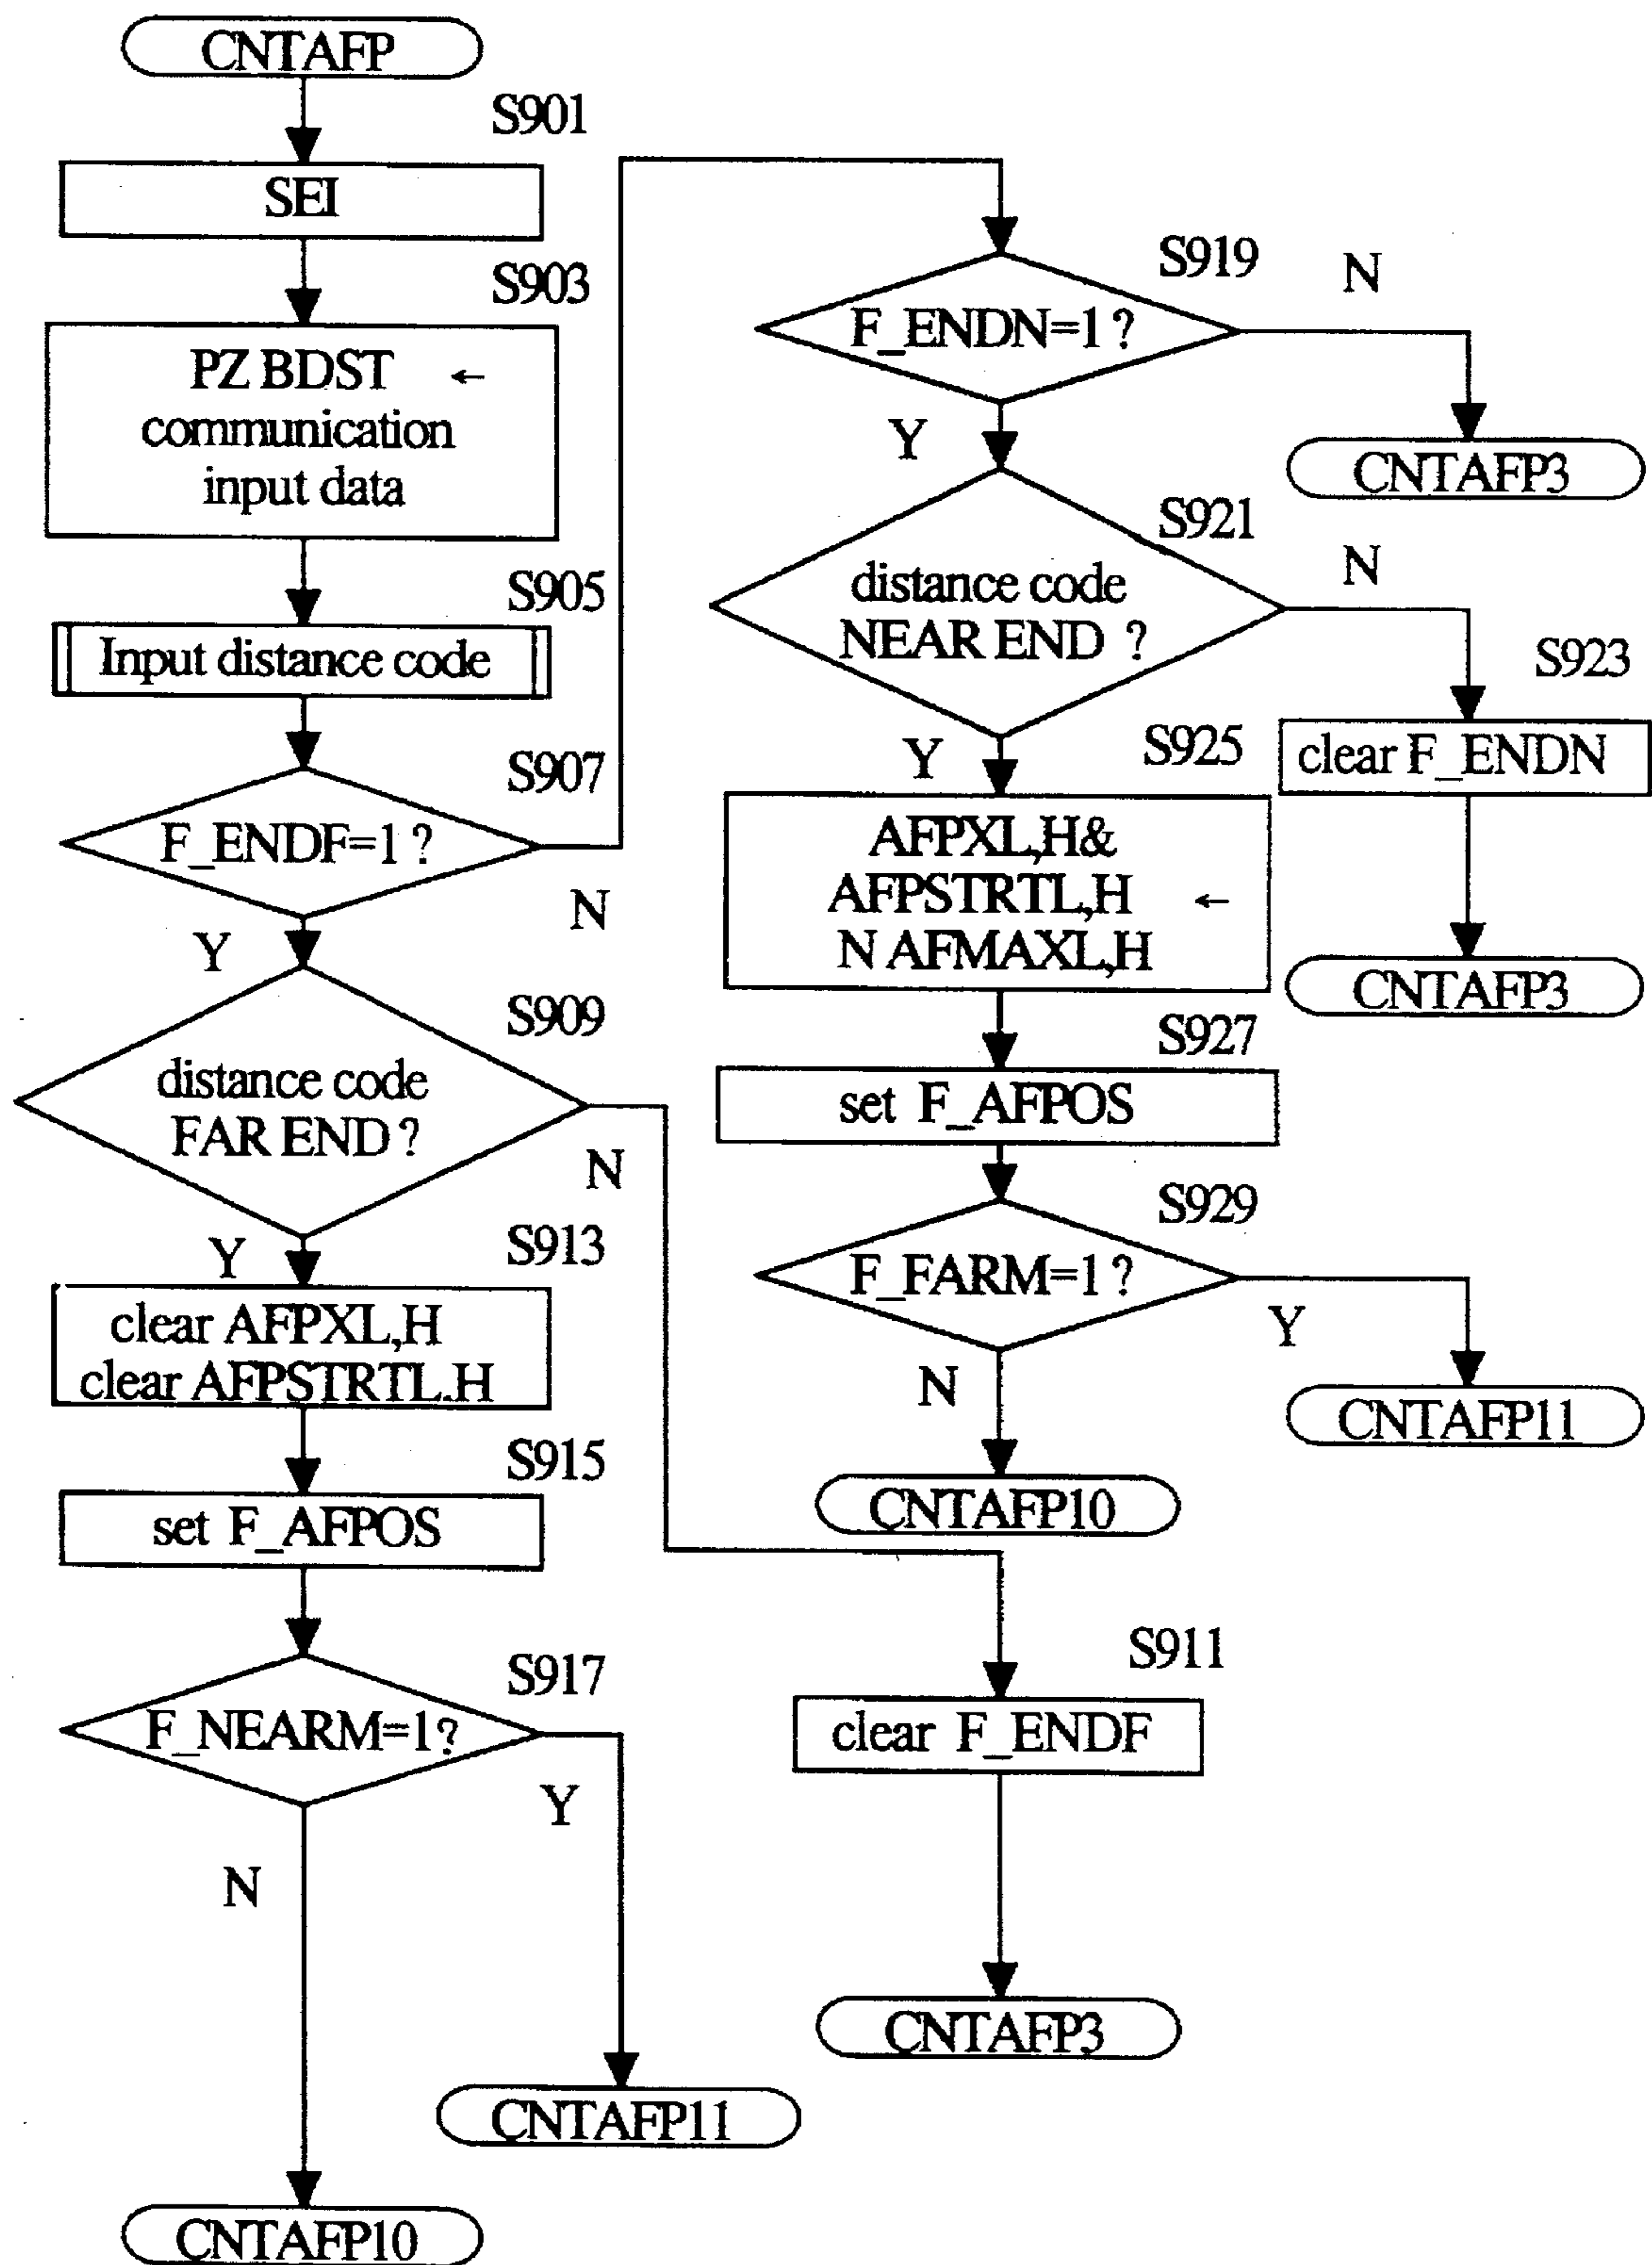 CNTAFP
S901
SEI
S903
PZ BDST ←
communication
input data
S905
Input distance code
S907
F_ENDF=1 ?
N
Y
S909
distance code
FAR END ?
N
Y
S913
clear AFPXL,H
clear AFPSTRTL.H
S915
set F_AFPOS
S917
F_NEARM=1?
Y
N
CNTAFP11
CNTAFP10
S919
N
F_ENDN=1 ?
Y
CNTAFP3
S921
N
distance code
NEAR END ?
S923
clear F_ENDN
CNTAFP3
Y
S925
AFPXL,H&
AFPSTRTL,H ←
N AFMAXL,H
S927
set F_AFPOS
S929
F_FARM=1 ?
Y
N
CNTAFP11
CNTAFP10
S911
clear F_ENDF
CNTAFP3